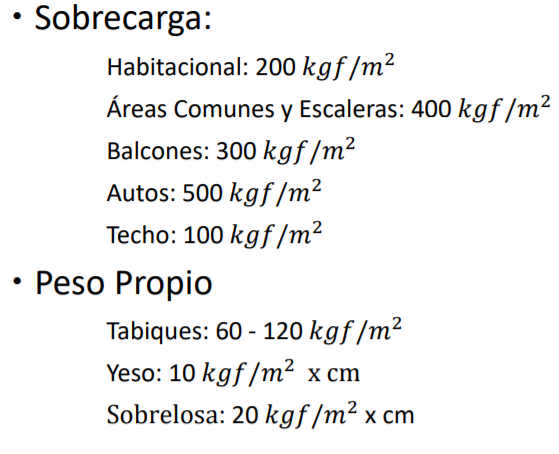 • Sobrecarga:
Habitacional: 200 kgf/m²
Áreas Comunes y Escaleras: 400 kgf/m²
Balcones: 300 kgf/m²
Autos: 500 kgf/m²
Techo: 100 kgf/m²
• Peso Propio
Tabiques: 60 - 120 kgf/m²
Yeso: 10 kgf/m² x cm
Sobrelosa: 20 kgf/m² x cm